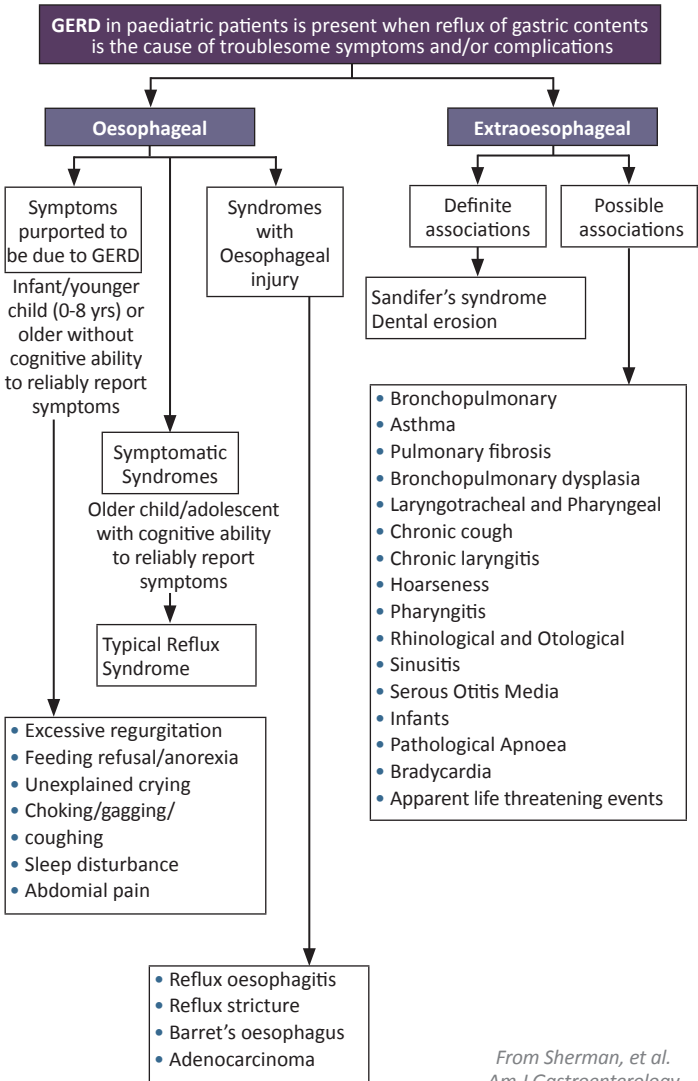 GERD in paediatric patients is present when reflux of gastric contents
is the cause of troublesome symptoms and/or complications
Oesophageal
Extraoesophageal
Symptoms
purported to
be due to GERD
Infant/younger
child (0-8 yrs) or
older without
cognitive ability
to reliably report
symptoms
Syndromes
with
Oesophageal
injury
Definite
associations
Possible
associations
Sandifer's syndrome
Dental erosion
Symptomatic
Syndromes
Older child/adolescent
with cognitive ability
to reliably report
symptoms
Typical Reflux
Syndrome
• Bronchopulmonary
• Asthma
• Pulmonary fibrosis
• Bronchopulmonary dysplasia
• Laryngotracheal and Pharyngeal
• Chronic cough
• Chronic laryngitis
• Hoarseness
• Pharyngitis
• Rhinological and Otological
• Sinusitis
• Serous Otitis Media
• Infants
• Pathological Apnoea
• Bradycardia
• Apparent life threatening events
• Excessive regurgitation
• Feeding refusal/anorexia
• Unexplained crying
• Choking/gagging/
• coughing
• Sleep disturbance
• Abdomial pain
• Reflux oesophagitis
• Reflux stricture
• Barret's oesophagus
• Adenocarcinoma
From Sherman, et al.
Am J Gastroenterology